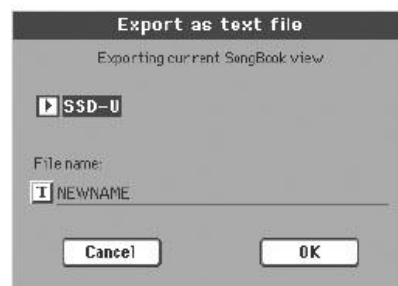 Export as text file
Exporting current SongBook view
SSD-U
File name:
T NEWNAME
Cancel OK